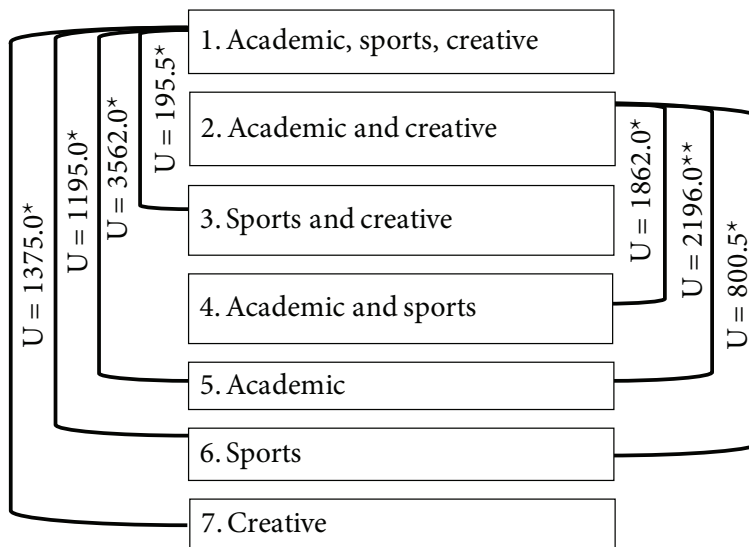 1. Academic, sports, creative
2. Academic and creative
3. Sports and creative
4. Academic and sports
5. Academic
6. Sports
7. Creative
U = 1375.0*
U = 1195.0*
U = 3562.0*
U = 195.5*
U = 1862.0*
U = 2196.0**
U = 800.5*